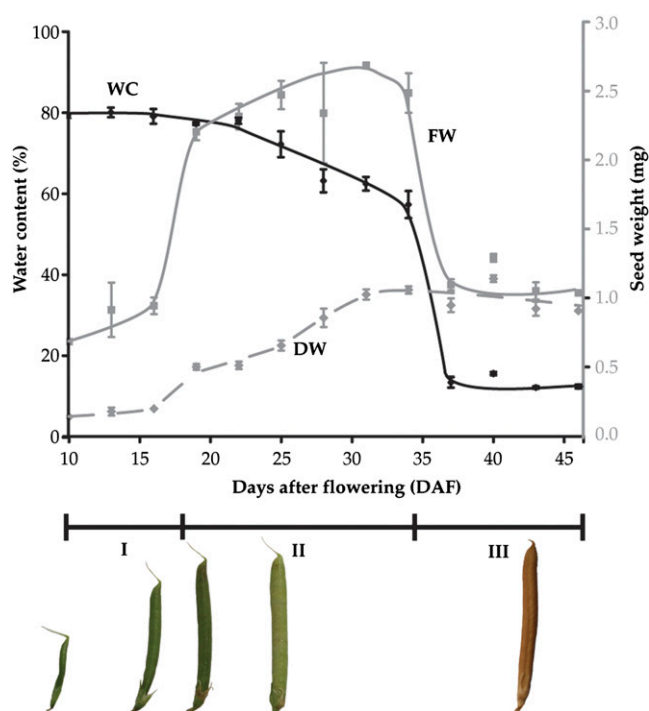 100
80
60
40
20
0
Water content (%)
WC
FW
DW
3.0
2.5
2.0
1.5
1.0
0.5
0.0
Seed weight (mg)
10 15 20 25 30 35 40 45
Days after flowering (DAF)
I II III